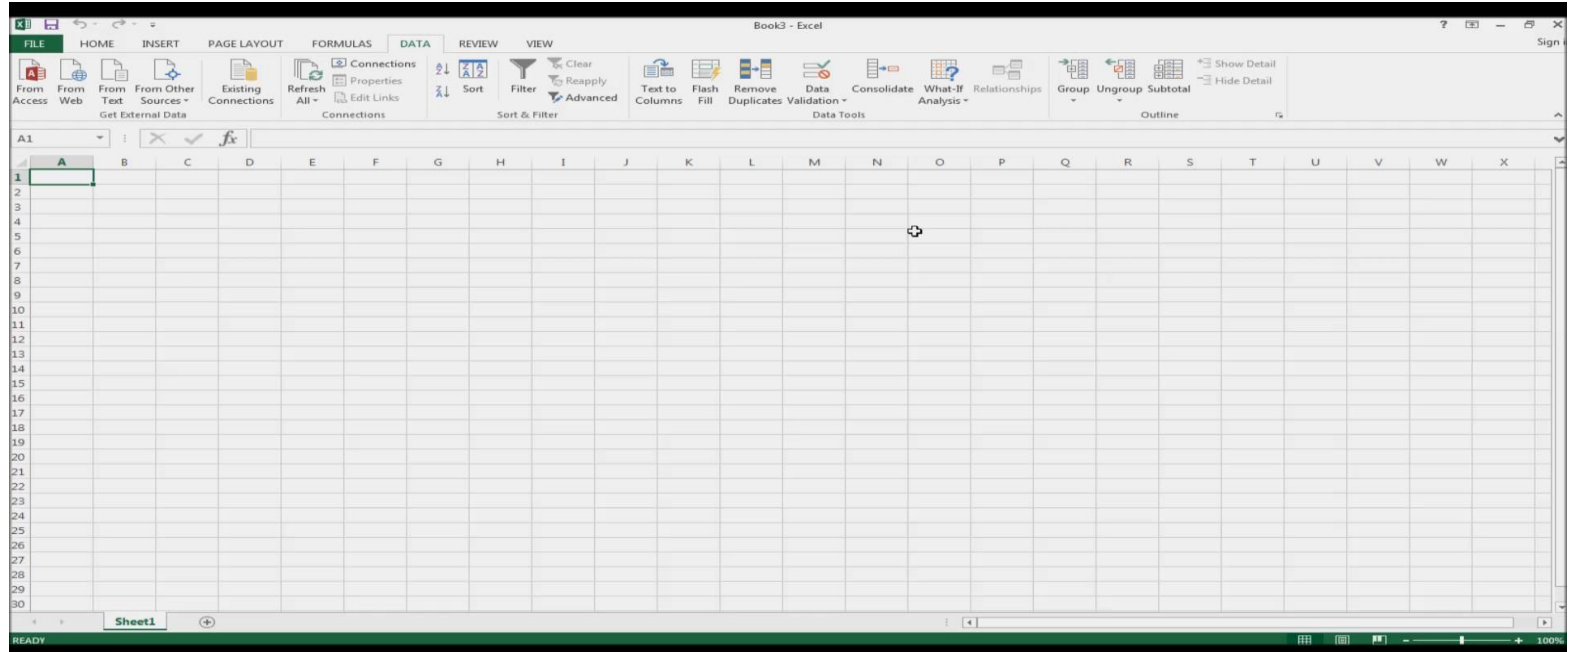 Book3 - Excel
?
Sign i
FILE HOME INSERT PAGE LAYOUT FORMULAS DATA REVIEW VIEW
From Access
From Web
From Text
From Other Sources
Get External Data
Existing Connections
Refresh All
Connections
Properties
Edit Links
Connections
Sort
Filter
Clear
Reapply
Advanced
Sort & Filter
Text to Columns
Flash Fill
Remove Duplicates
Data Validation
Consolidate
What-If Analysis
Relationships
Data Tools
Group
Ungroup
Subtotal
Show Detail
Hide Detail
Outline
A1
fx
A B C D E F G H I J K L M N O P Q R S T U V W X
1
2
3
4
5
6
7
8
9
10
11
12
13
14
15
16
17
18
19
20
21
22
23
24
25
26
27
28
29
30
Sheet1
READY
100%